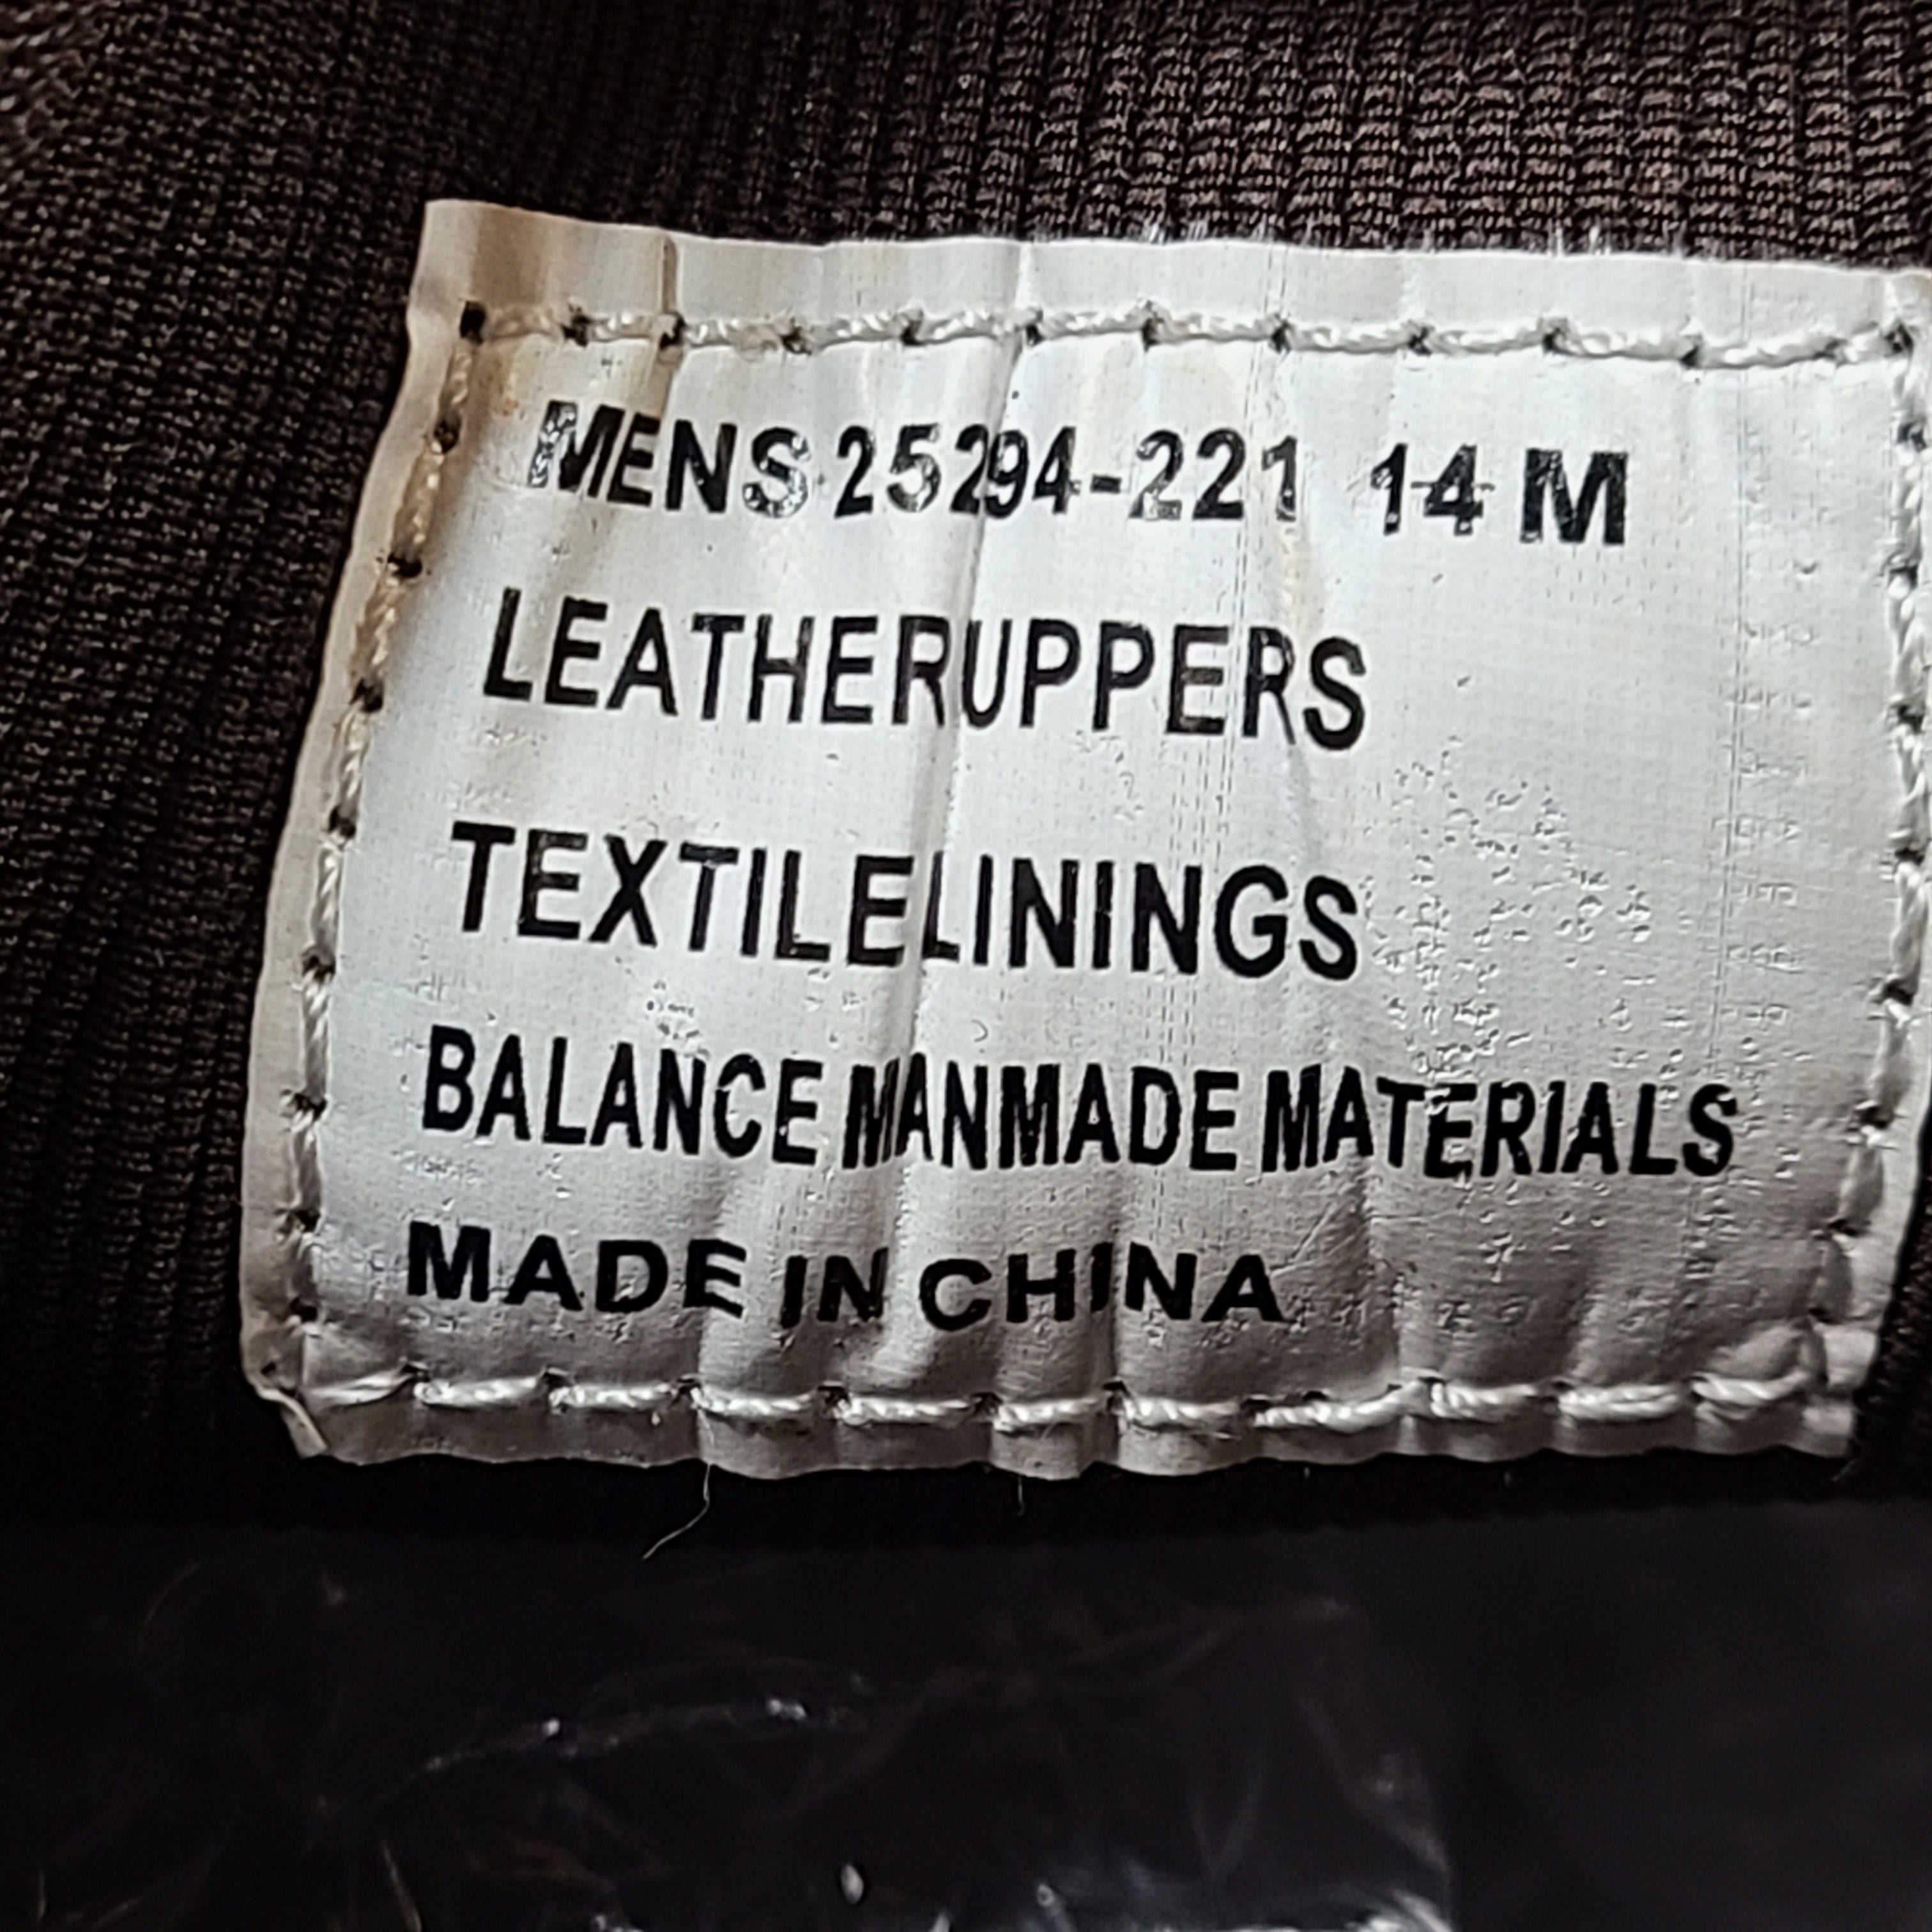 MENS 25294-221 14 M
LEATHERUPPERS
TEXTILELININGS
BALANCE MANMADE MATERIALS
MADE IN CHINA